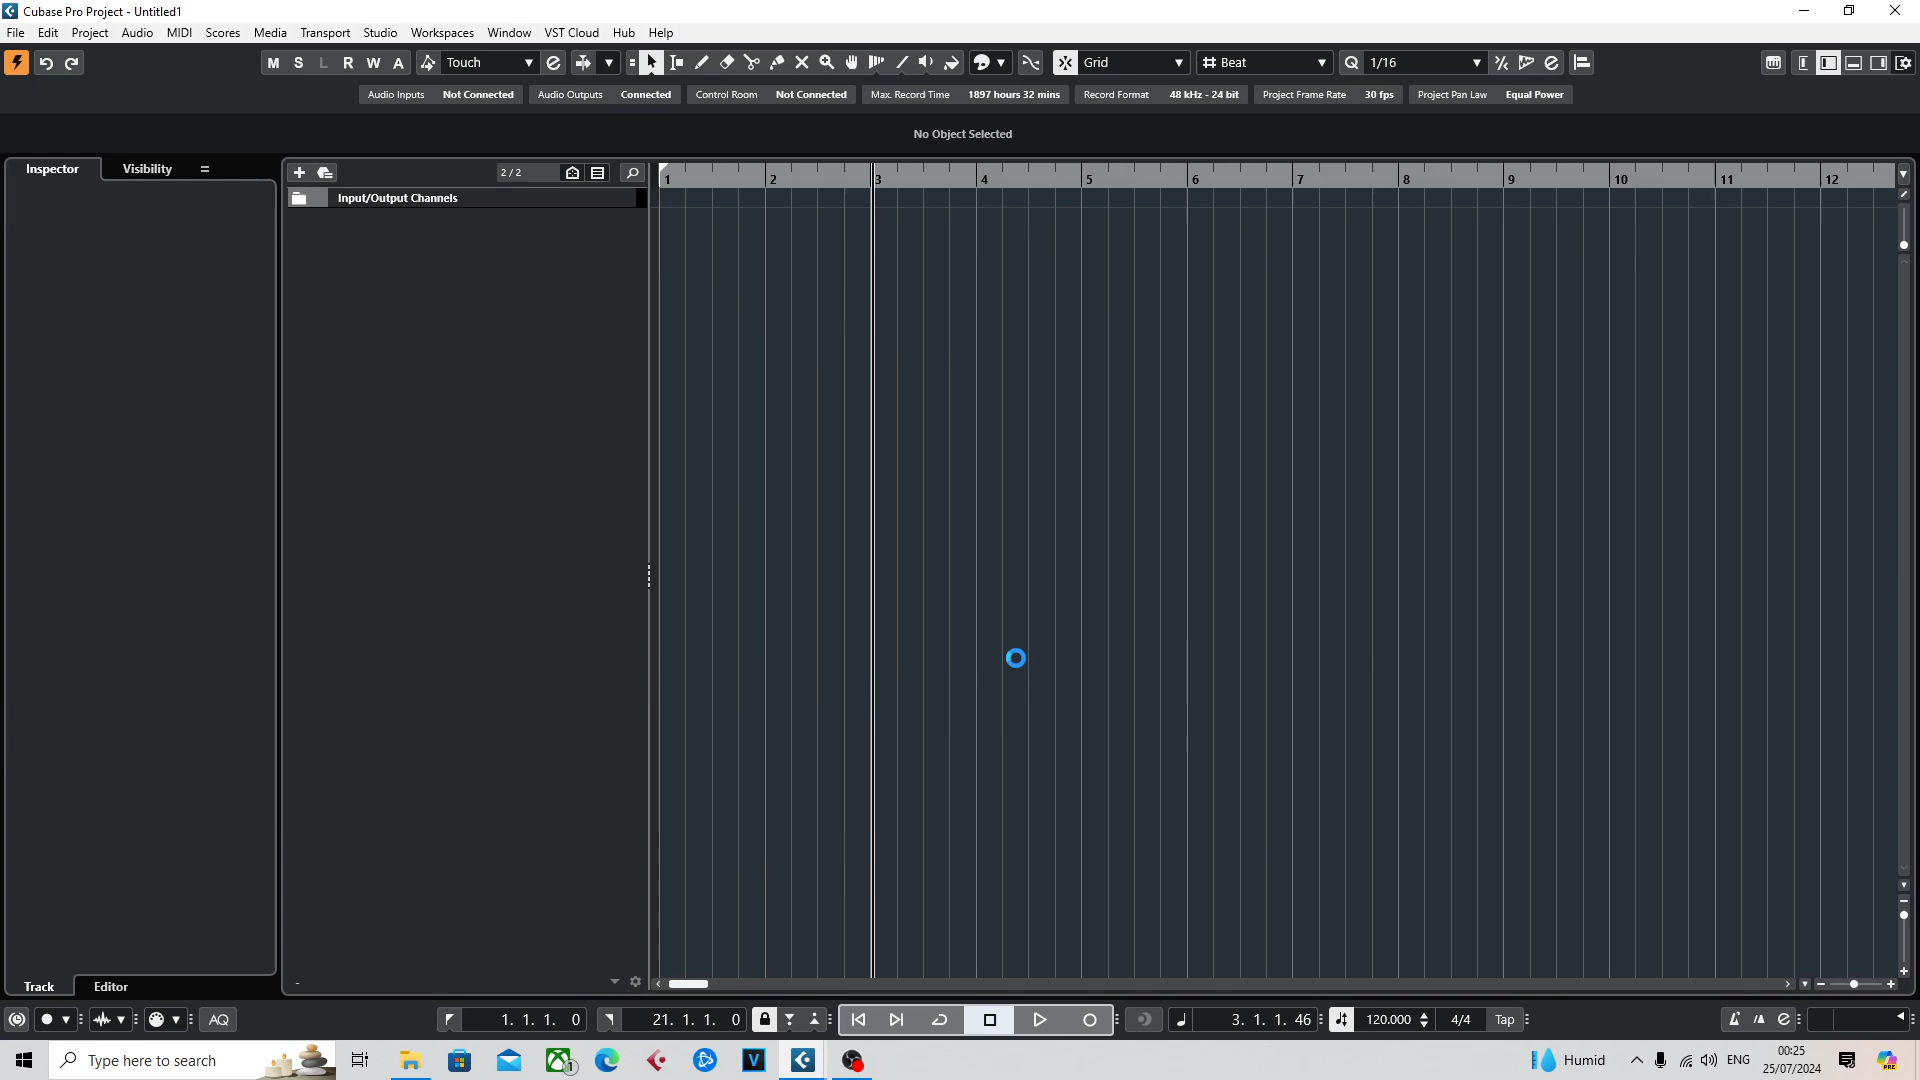 Cubase Pro Project - Untitled1
File Edit Project Audio MIDI Scores Media Transport Studio Workspaces Window VST Cloud Hub Help
M S L R W A Touch Grid Beat Q 1/16
Audio Inputs Not Connected Audio Outputs Connected Control Room Not Connected Max. Record Time 1897 hours 32 mins Record Format 48 kHz - 24 bit Project Frame Rate 30 fps Project Pan Law Equal Power
No Object Selected
Inspector Visibility
2 / 2
1 2 3 4 5 6 7 8 9 10 11 12
Input/Output Channels
Track Editor
AQ 1. 1. 1. 0 21. 1. 1. 0 3. 1. 1. 46 120.000 4/4 Tap
Type here to search
1
V
Humid
ENG
00:25
25/07/2024
PRE